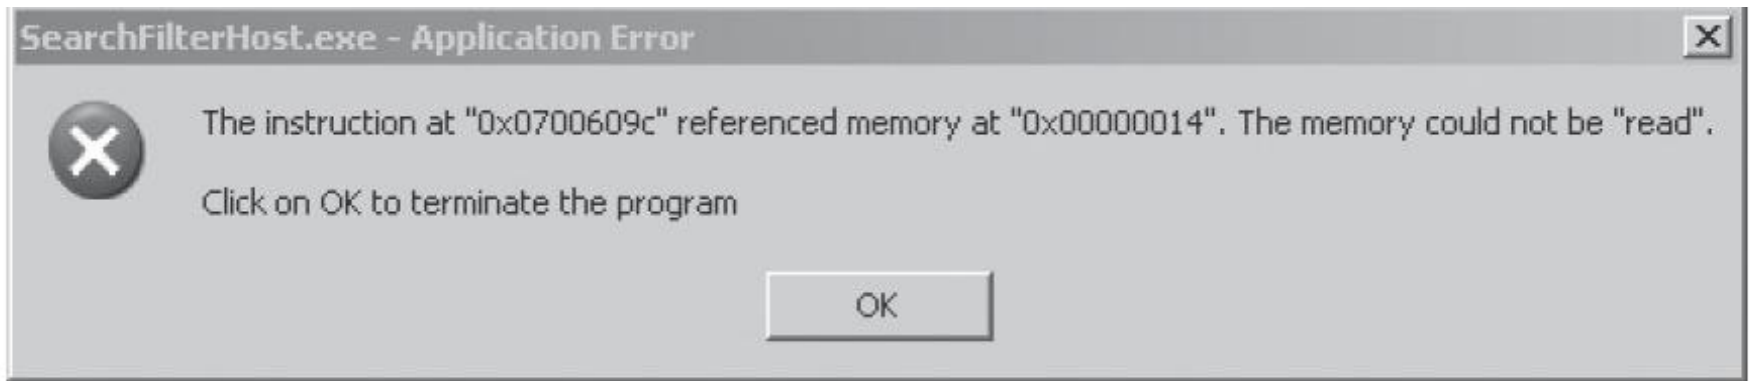 SearchFilterHost.exe - Application Error
The instruction at "0x0700609c" referenced memory at "0x00000014". The memory could not be "read".
Click on OK to terminate the program
OK